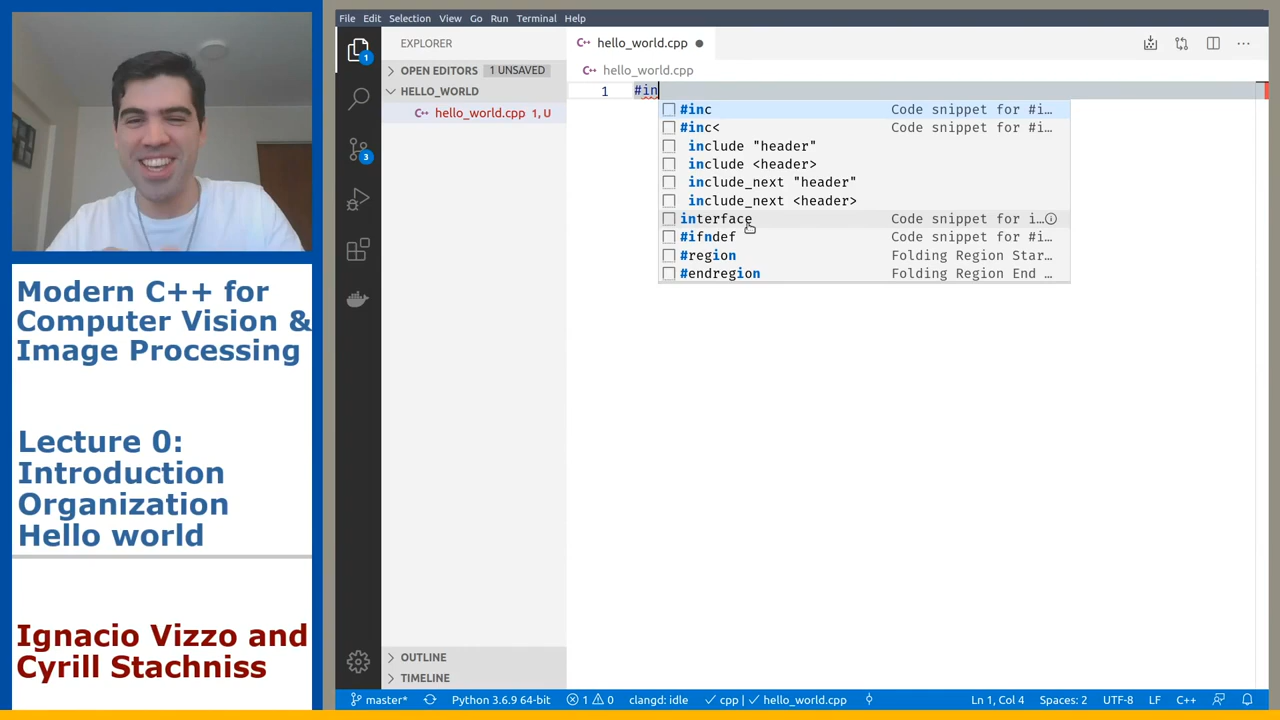 Modern C++ for
Computer Vision &
Image Processing
Lecture 0:
Introduction
Organization
Hello world
Ignacio Vizzo and
Cyrill Stachniss
File Edit Selection View Go Run Terminal Help
EXPLORER
OPEN EDITORS 1 UNSAVED
HELLO_WORLD
hello_world.cpp 1, U
OUTLINE
TIMELINE
1
3
hello_world.cpp
hello_world.cpp
1 #in
#inc Code snippet for #i…
#inc< Code snippet for #i…
include "header"
include <header>
include_next "header"
include_next <header>
interface Code snippet for i…
#ifndef Code snippet for #i…
#region Folding Region Star…
#endregion Folding Region End …
master* Python 3.6.9 64-bit 1 0 clangd: idle cpp | hello_world.cpp Ln 1, Col 4 Spaces: 2 UTF-8 LF C++